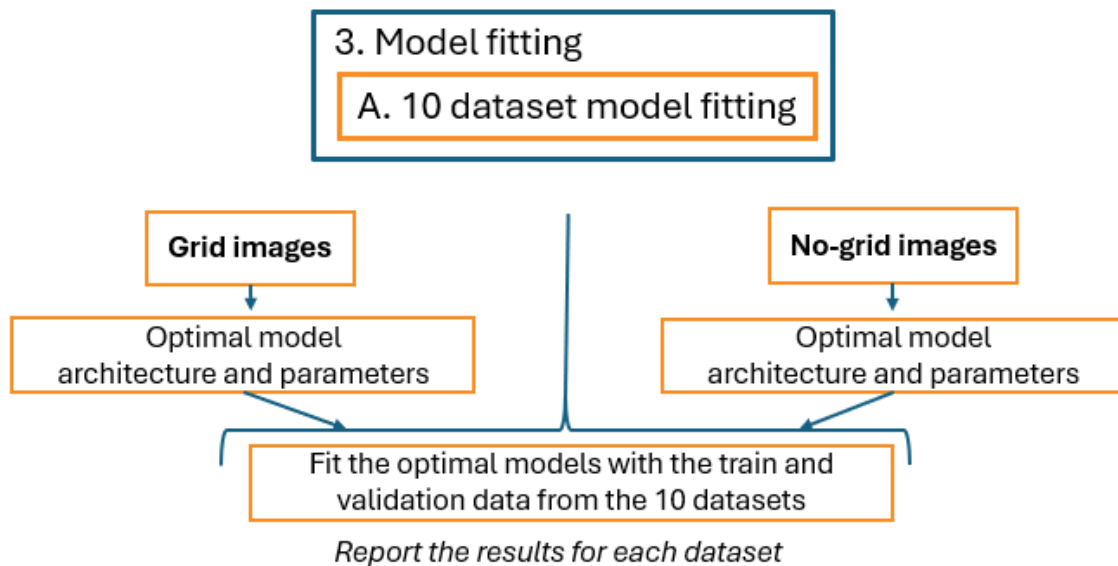 3. Model fitting
A. 10 dataset model fitting
Grid images
No-grid images
Optimal model
architecture and parameters
Optimal model
architecture and parameters
Fit the optimal models with the train and
validation data from the 10 datasets
Report the results for each dataset